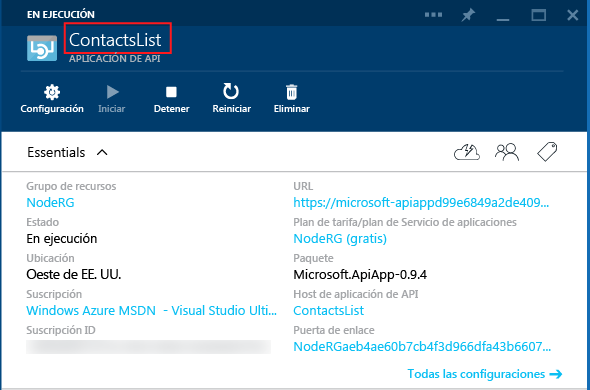 EN EJECUCIÓN
ContactsList
APLICACIÓN DE API
Configuración
Iniciar
Detener
Reiniciar
Eliminar
Essentials
Grupo de recursos
NodeRG
Estado
En ejecución
Ubicación
Oeste de EE. UU.
Suscripción
Windows Azure MSDN - Visual Studio Ulti...
Suscripción ID
URL
https://microsoft-apiappd99e6849a2de409...
Plan de tarifa/plan de Servicio de aplicaciones
NodeRG (gratis)
Paquete
Microsoft.ApiApp-0.9.4
Host de aplicación de API
ContactsList
Puerta de enlace
NodeRGaeb4ae60b7cb4f3d966dfa43b6607...
Todas las configuraciones